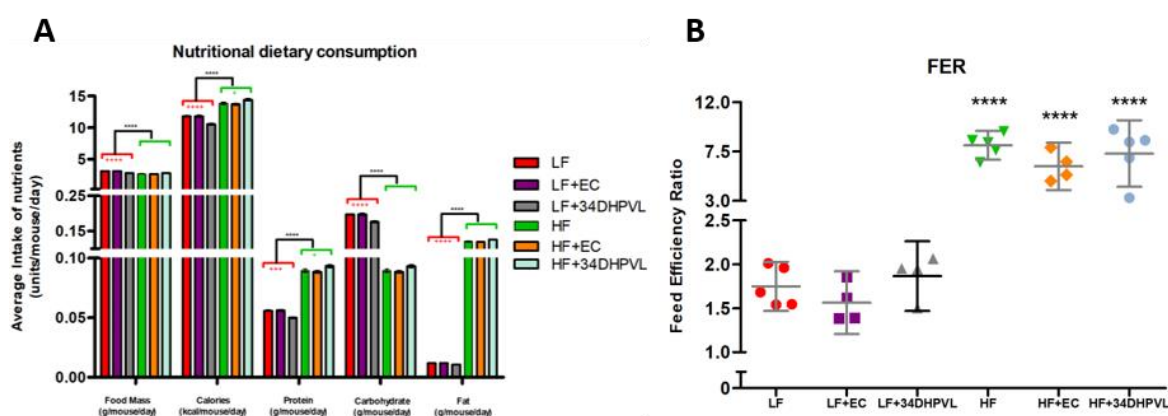 A
Nutritional dietary consumption
Average Intake of nutrients
(units/mouse/day)
15
10
5
0.25
0.15
0.10
0.05
0.00
****
****
****
****
*
****
***
*
****
****
****
****
Food Mass
(g/mouse/day)
Calories
(kcal/mouse/day)
Protein
(g/mouse/day)
Carbohydrate
(g/mouse/day)
Fat
(g/mouse/day)
LF
LF+EC
LF+34DHPVL
HF
HF+EC
HF+34DHPVL
B
FER
Feed Efficiency Ratio
12.0
7.5
3.0
2.5
2.0
1.5
1.0
0
****
****
****
LF
LF+EC
LF+34DHPVL
HF
HF+EC
HF+34DHPVL